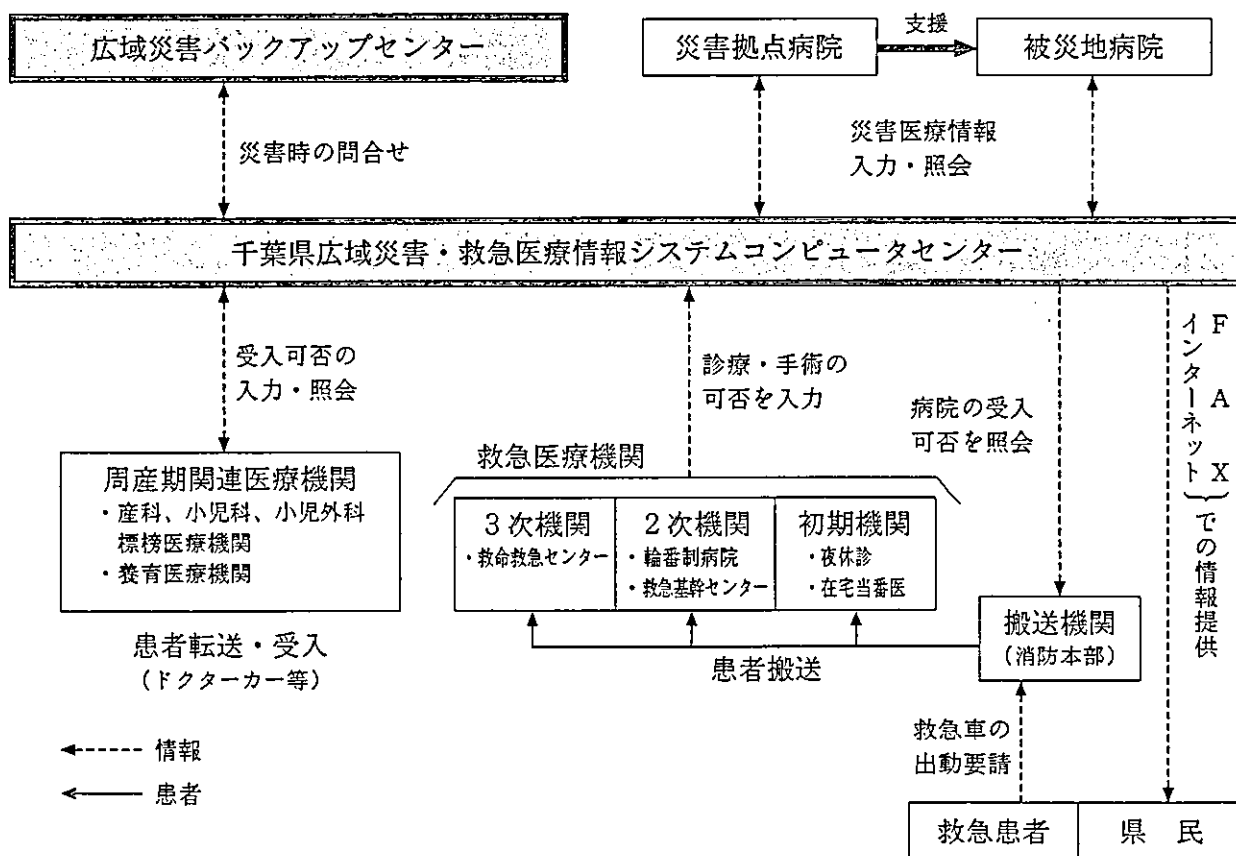 広域災害バックアップセンター
災害拠点病院
支援
被災地病院
災害時の問合せ
災害医療情報
入力・照会
千葉県広域災害・救急医療情報システムコンピュータセンター
受入可否の
入力・照会
診療・手術の
可否を入力
病院の受入
可否を照会
FAX
インターネット
での情報提供
周産期関連医療機関
・産科、小児科、小児外科
標榜医療機関
・養育医療機関
患者転送・受入
(ドクターカー等)
救急医療機関
3次機関
・救命救急センター
2次機関
・輪番制病院
・救急基幹センター
初期機関
・夜休診
・在宅当番医
患者搬送
搬送機関
(消防本部)
救急車の
出動要請
情報
患者
救急患者
県民